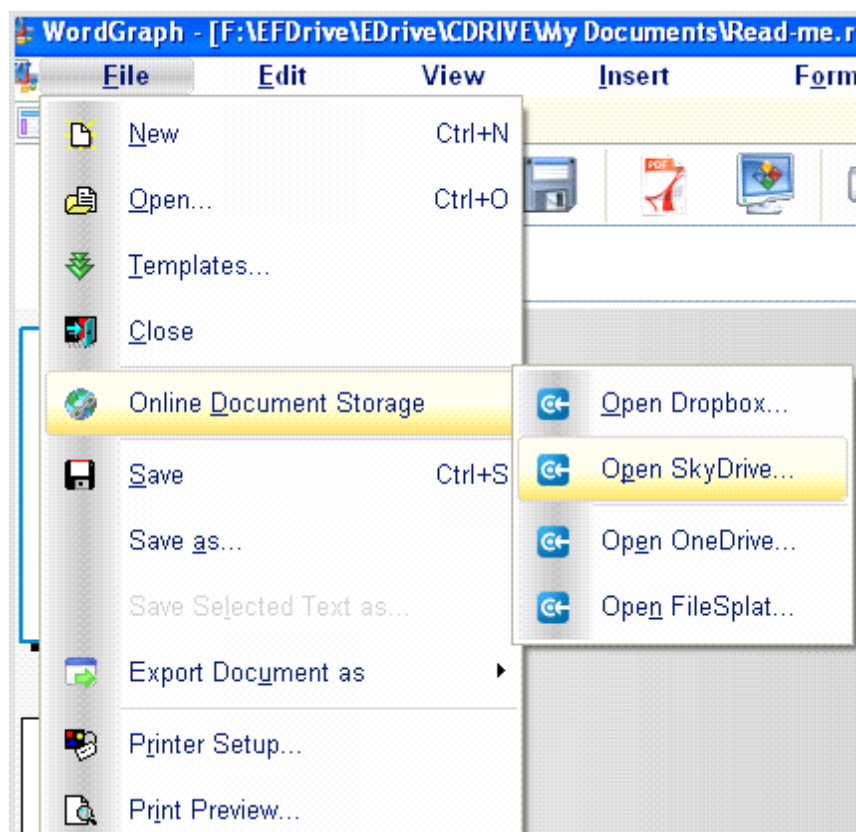 WordGraph - [F:\EFDrive\EDrive\CDRIVE\My Documents\Read-me.r
File Edit View Insert Form
New Ctrl+N
Open... Ctrl+O
PDF
Templates...
Close
Online Document Storage
Open Dropbox...
Save Ctrl+S
Open SkyDrive...
Save as...
Open OneDrive...
Save Selected Text as...
Open FileSplat...
Export Document as
Printer Setup...
Print Preview...